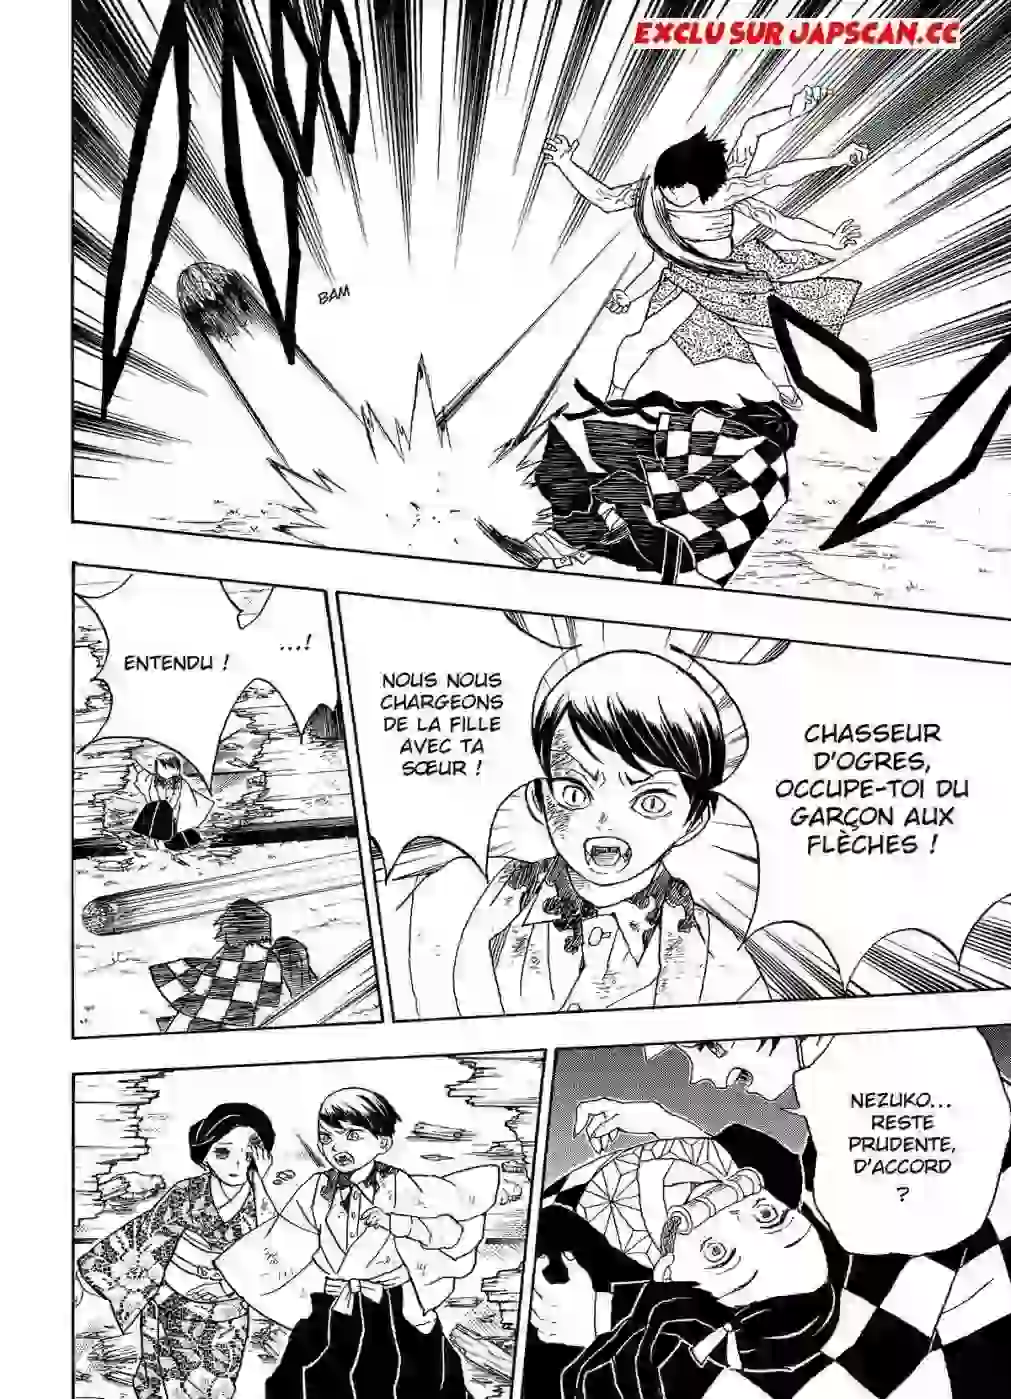 EXCLU SUR JAPSCAN.CC
BAM
...!
ENTENDU !
NOUS NOUS
CHARGEONS
DE LA FILLE
AVEC TA
SŒUR !
CHASSEUR
D'OGRES,
OCCUPE-TOI DU
GARÇON AUX
FLÈCHES !
NEZUKO...
RESTE
PRUDENTE,
D'ACCORD
?